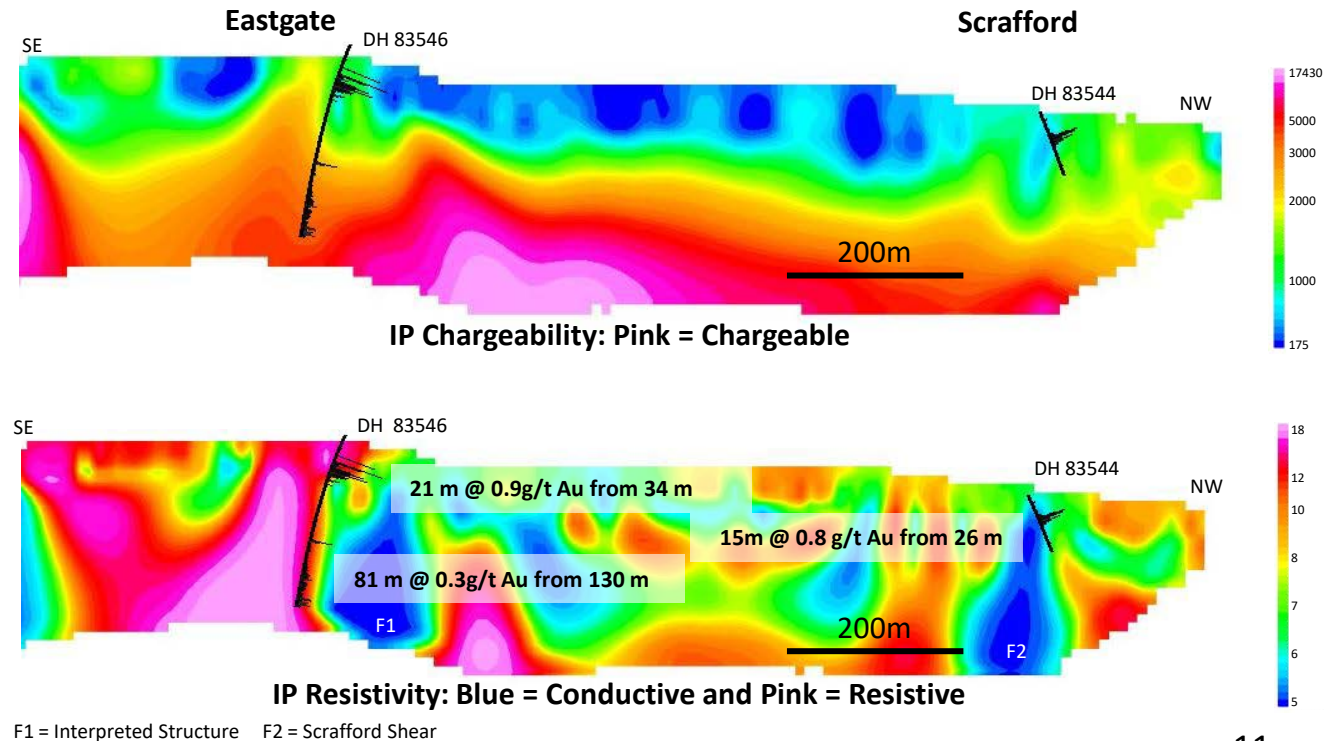 Eastgate
Scrafford
SE
DH 83546
DH 83544
NW
17430
5000
3000
2000
1000
175
200m
IP Chargeability: Pink = Chargeable
SE
DH 83546
DH 83544
NW
21 m @ 0.9g/t Au from 34 m
15m @ 0.8 g/t Au from 26 m
81 m @ 0.3g/t Au from 130 m
F1
200m
F2
18
12
10
8
7
6
5
IP Resistivity: Blue = Conductive and Pink = Resistive
F1 = Interpreted Structure F2 = Scrafford Shear